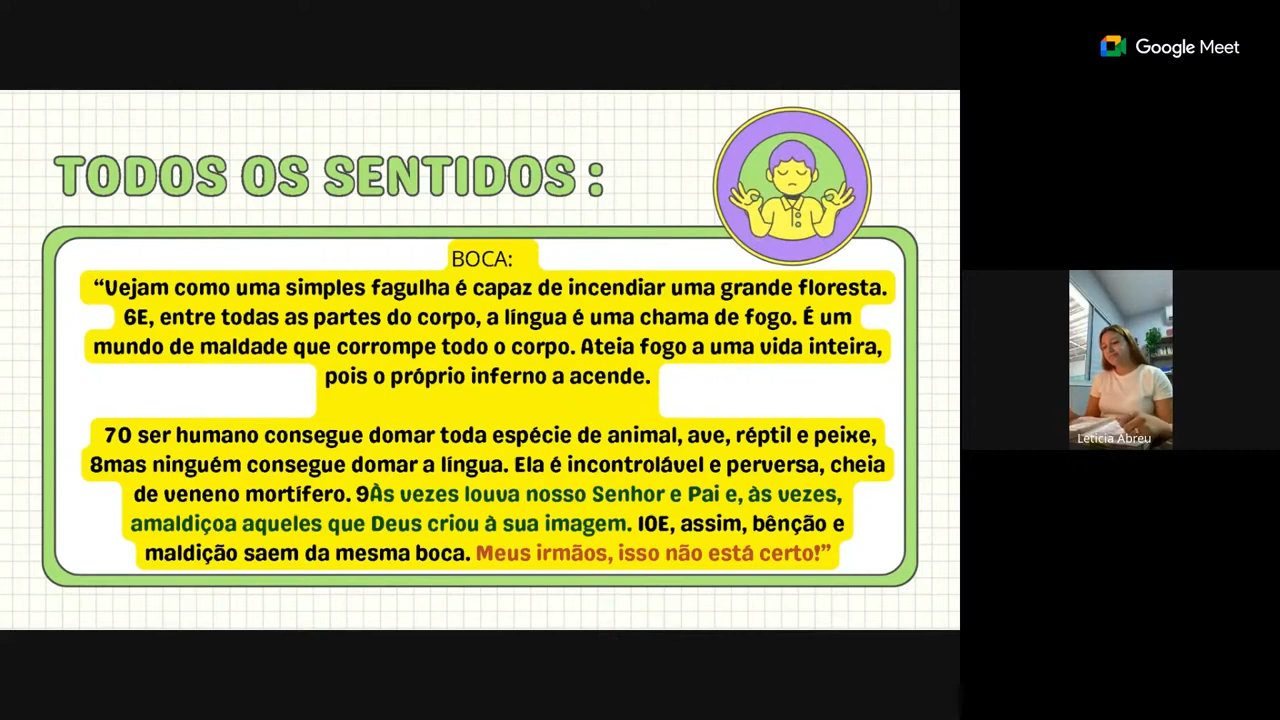 Google Meet
TODOS OS SENTIDOS :
BOCA:
“Vejam como uma simples fagulha é capaz de incendiar uma grande floresta.
6E, entre todas as partes do corpo, a língua é uma chama de fogo. É um
mundo de maldade que corrompe todo o corpo. Ateia fogo a uma vida inteira,
pois o próprio inferno a acende.
7O ser humano consegue domar toda espécie de animal, ave, réptil e peixe,
8mas ninguém consegue domar a língua. Ela é incontrolável e perversa, cheia
de veneno mortífero. 9Às vezes louva nosso Senhor e Pai e, às vezes,
amaldiçoa aqueles que Deus criou à sua imagem. 10E, assim, bênção e
maldição saem da mesma boca. Meus irmãos, isso não está certo!”
Leticia Abreu